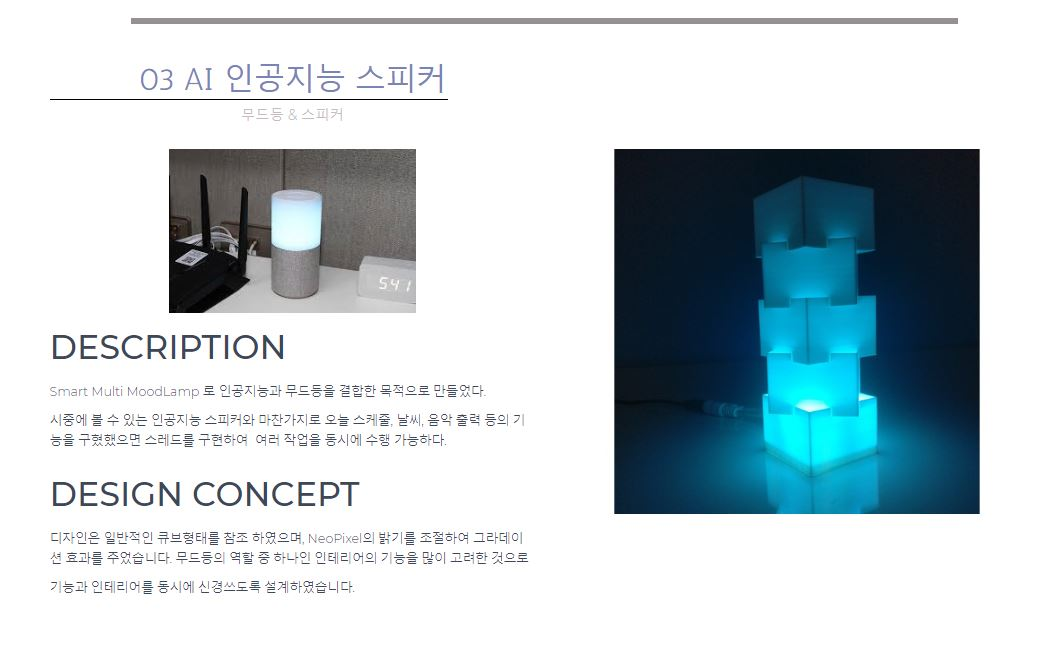 03 AI 인공지능 스피커
무드등 & 스피커
541
DESCRIPTION
Smart Multi MoodLamp 로 인공지능과 무드등을 결합한 목적으로 만들었다.
시중에 볼 수 있는 인공지능 스피커와 마찬가지로 오늘 스케줄, 날씨, 음악 출력 등의 기
능을 구현했으면 스레드를 구현하여 여러 작업을 동시에 수행 가능하다.
DESIGN CONCEPT
디자인은 일반적인 큐브형태를 참조 하였으며, NeoPixel의 밝기를 조절하여 그라데이
션 효과를 주었습니다. 무드등의 역할 중 하나인 인테리어의 기능을 많이 고려한 것으로
기능과 인테리어를 동시에 신경쓰도록 설계하였습니다.